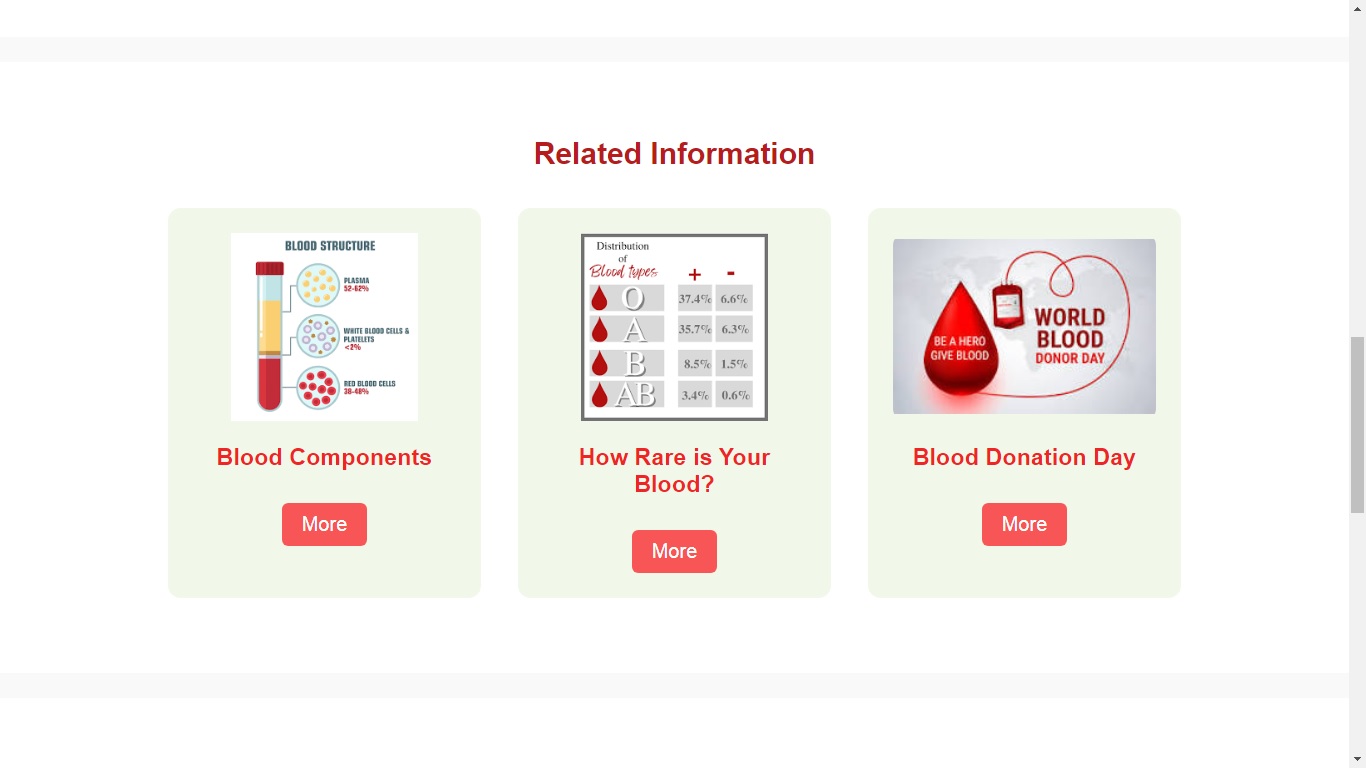 Related Information
BLOOD STRUCTURE
PLASMA
52-62%
WHITE BLOOD CELLS &
PLATELETS
<2%
RED BLOOD CELLS
38-48%
Blood Components
More
Distribution
of
Blood types
+ -
O 37.4% 6.6%
A 35.7% 6.3%
B 8.5% 1.5%
AB 3.4% 0.6%
How Rare is Your
Blood?
More
BE A HERO
GIVE BLOOD
WORLD
BLOOD
DONOR DAY
Blood Donation Day
More